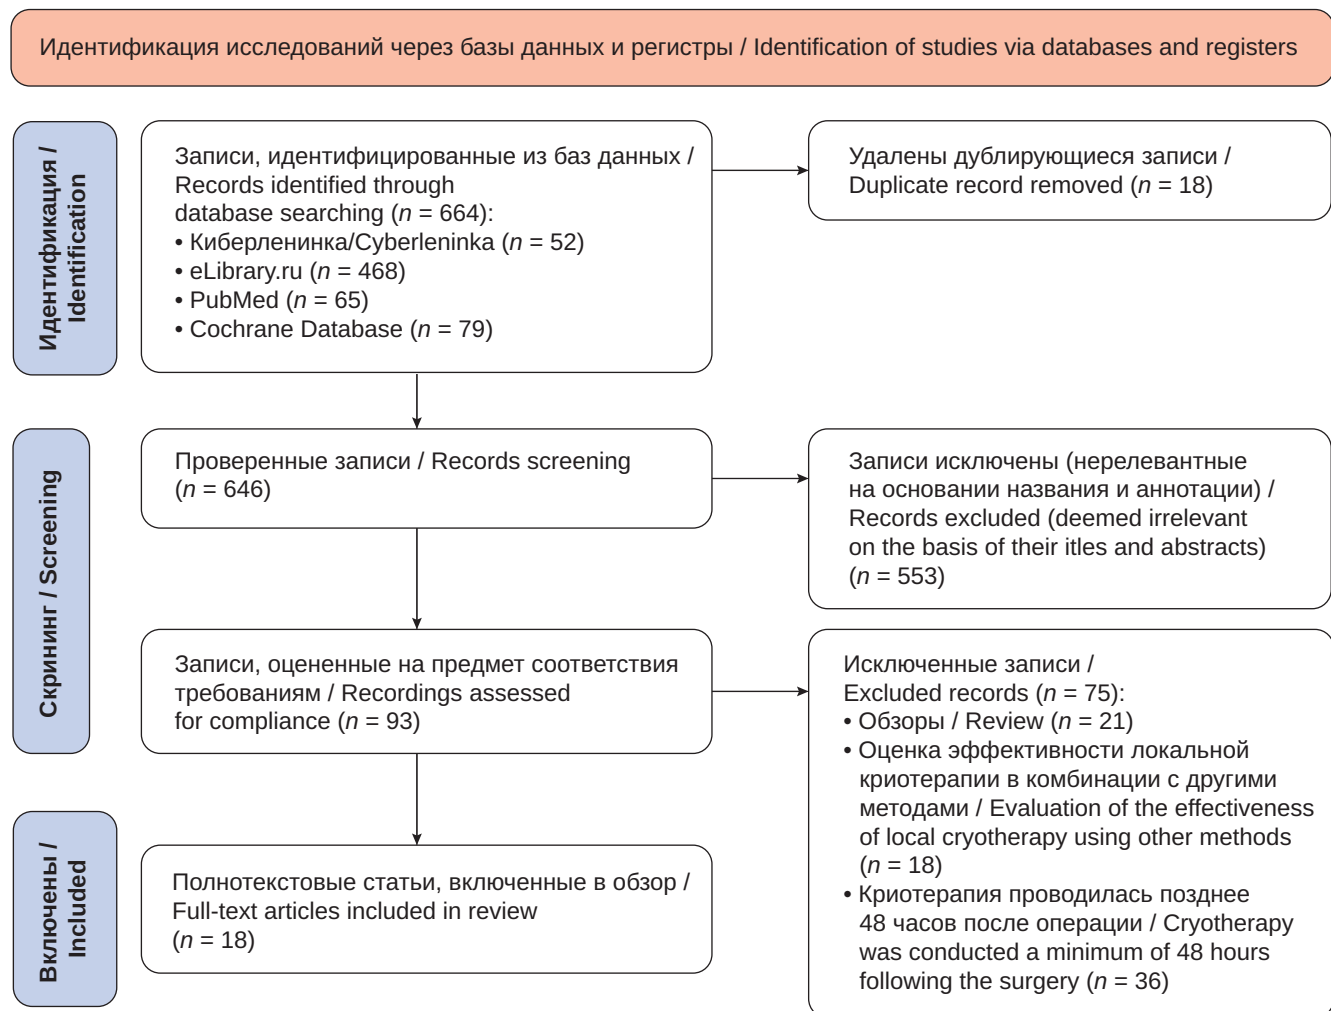 Идентификация исследований через базы данных и регистры / Identification of studies via databases and registers
Идентификация /
Identification
Записи, идентифицированные из баз данных /
Records identified through
database searching (n = 664):
• Киберленинка/Cyberleninka (n = 52)
• eLibrary.ru (n = 468)
• PubMed (n = 65)
• Cochrane Database (n = 79)
Удалены дублирующиеся записи /
Duplicate record removed (n = 18)
Скрининг / Screening
Проверенные записи / Records screening
(n = 646)
Записи исключены (нерелевантные
на основании названия и аннотации) /
Records excluded (deemed irrelevant
on the basis of their itles and abstracts)
(n = 553)
Записи, оцененные на предмет соответствия
требованиям / Recordings assessed
for compliance (n = 93)
Исключенные записи /
Excluded records (n = 75):
• Обзоры / Review (n = 21)
• Оценка эффективности локальной
криотерапии в комбинации с другими
методами / Evaluation of the effectiveness
of local cryotherapy using other methods
(n = 18)
• Криотерапия проводилась позднее
48 часов после операции / Cryotherapy
was conducted a minimum of 48 hours
following the surgery (n = 36)
Включены /
Included
Полнотекстовые статьи, включенные в обзор /
Full-text articles included in review
(n = 18)